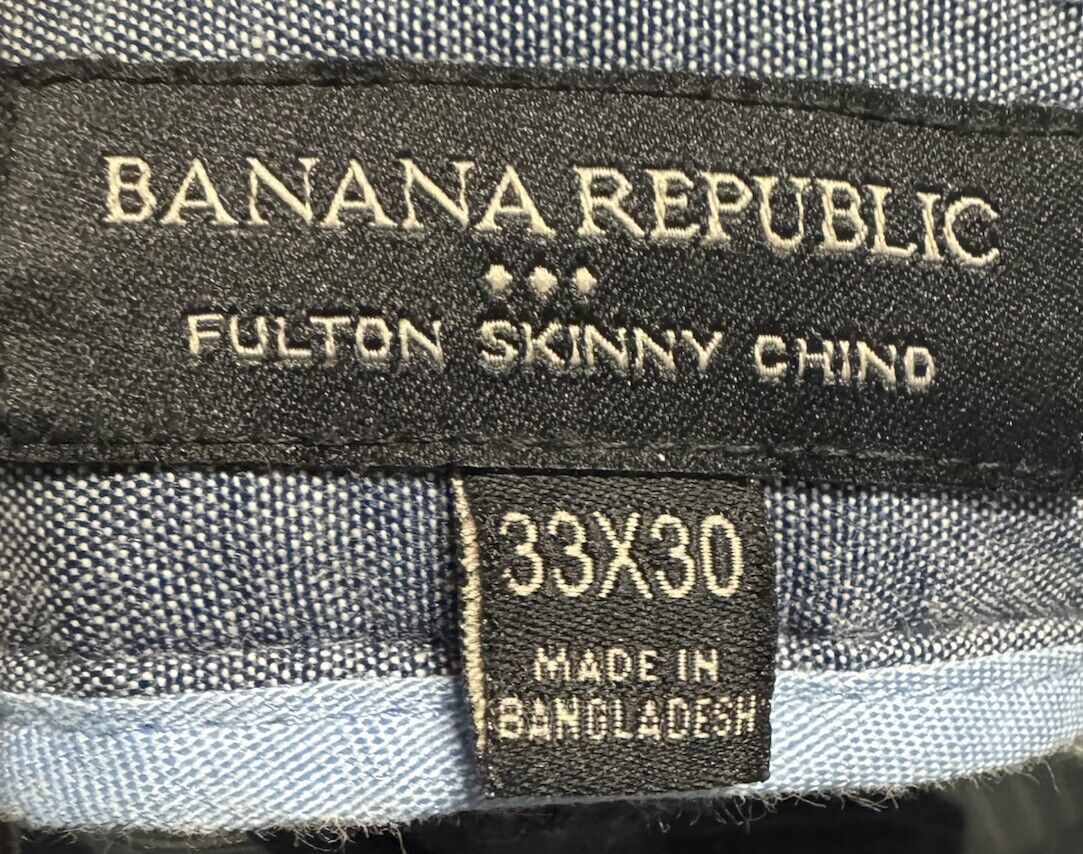 BANANA REPUBLIC
FULTON SKINNY CHINO
33X30
MADE IN
BANGLADESH